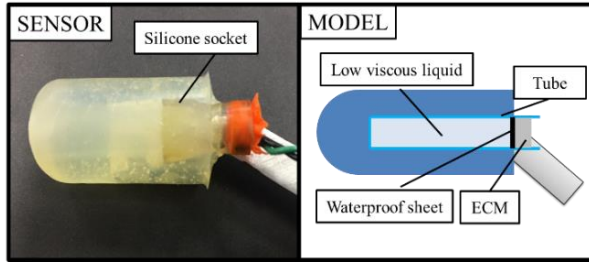 SENSOR
Silicone socket
MODEL
Low viscous liquid
Tube
Waterproof sheet
ECM